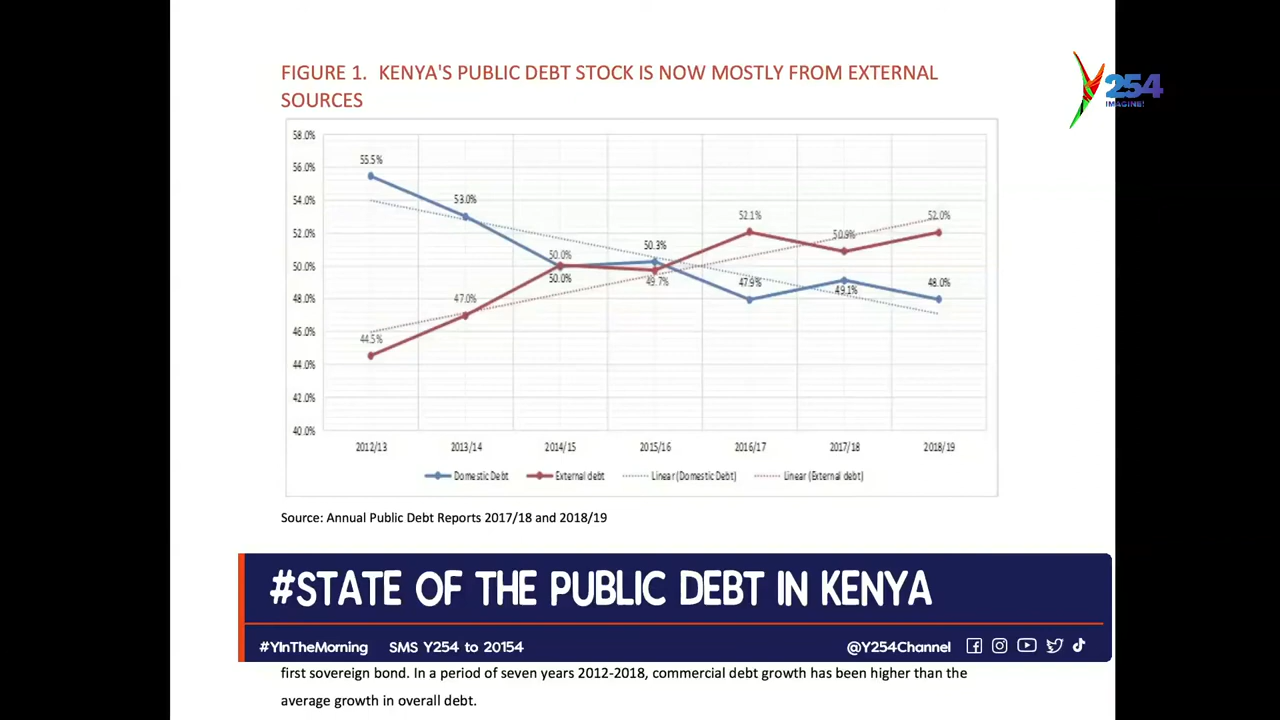 FIGURE 1. KENYA'S PUBLIC DEBT STOCK IS NOW MOSTLY FROM EXTERNAL
SOURCES
254
IMAGINE!
58.0%
56.0%
54.0%
52.0%
50.0%
48.0%
46.0%
44.0%
42.0%
40.0%
55.5%
53.0%
50.0%
50.3%
47.9%
49.1%
48.0%
44.5%
47.0%
50.0%
49.7%
52.1%
50.9%
52.0%
2012/13 2013/14 2014/15 2015/16 2016/17 2017/18 2018/19
Domestic Debt External debt Linear (Domestic Debt) Linear (External debt)
Source: Annual Public Debt Reports 2017/18 and 2018/19
#STATE OF THE PUBLIC DEBT IN KENYA
#YInTheMorning SMS Y254 to 20154 @Y254Channel
first sovereign bond. In a period of seven years 2012-2018, commercial debt growth has been higher than the
average growth in overall debt.